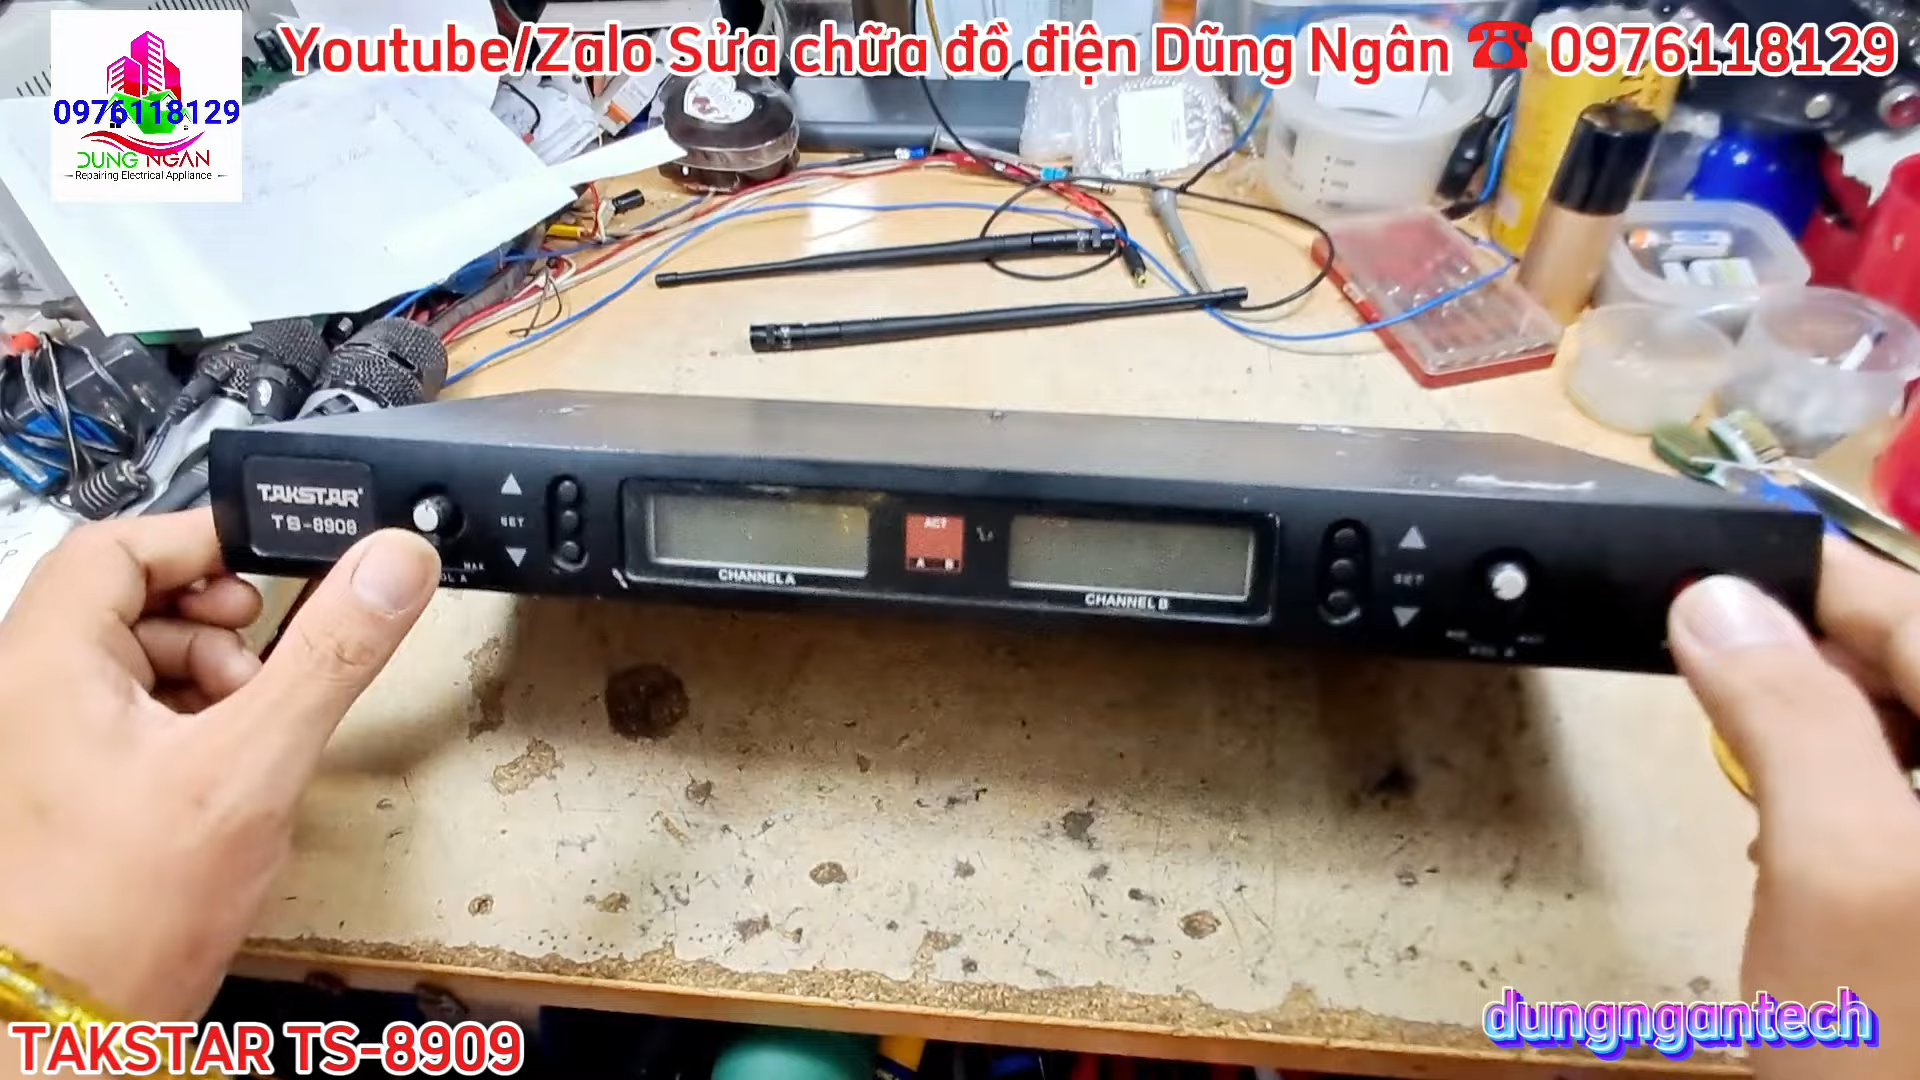 Youtube/Zalo Sửa chữa đồ điện Dũng Ngân ☎ 0976118129
0976118129
DUNG NGAN
Repairing Electrical Appliance
TAKSTAR
TS-8909
SET
MAX
CHANNEL A
ACT
A B
CHANNEL B
SET
TAKSTAR TS-8909
dungngantech